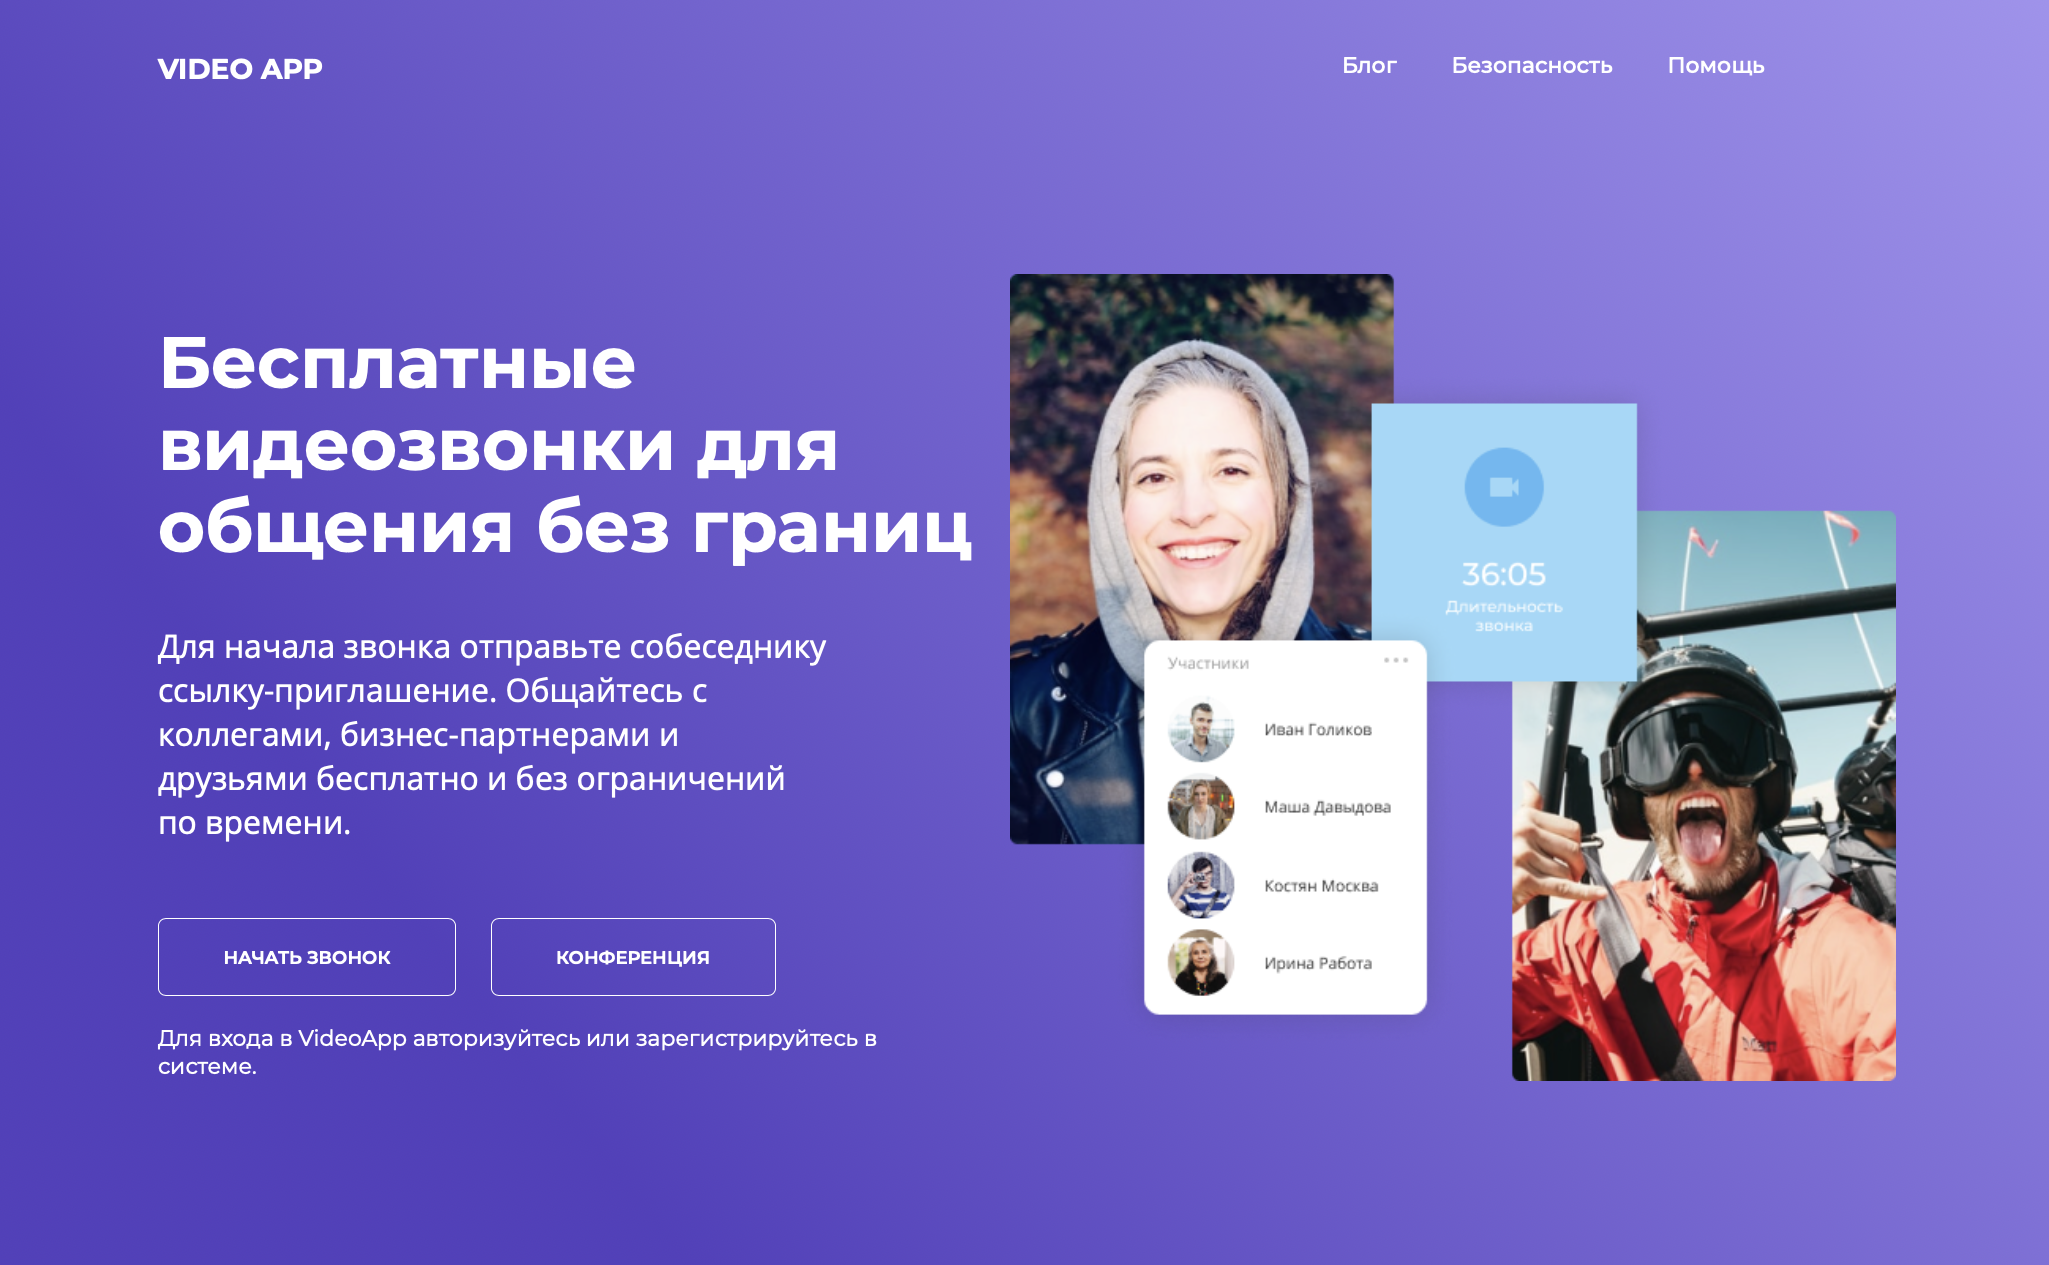 VIDEO APP
Блог
Безопасность
Помощь
Бесплатные
видеозвонки для
общения без границ
Для начала звонка отправьте собеседнику
ссылку-приглашение. Общайтесь с
коллегами, бизнес-партнерами и
друзьями бесплатно и без ограничений
по времени.
НАЧАТЬ ЗВОНОК
КОНФЕРЕНЦИЯ
Для входа в VideoApp авторизуйтесь или зарегистрируйтесь в
системе.
36:05
Длительность
звонка
Участники
Иван Голиков
Маша Давыдова
Костян Москва
Ирина Работа